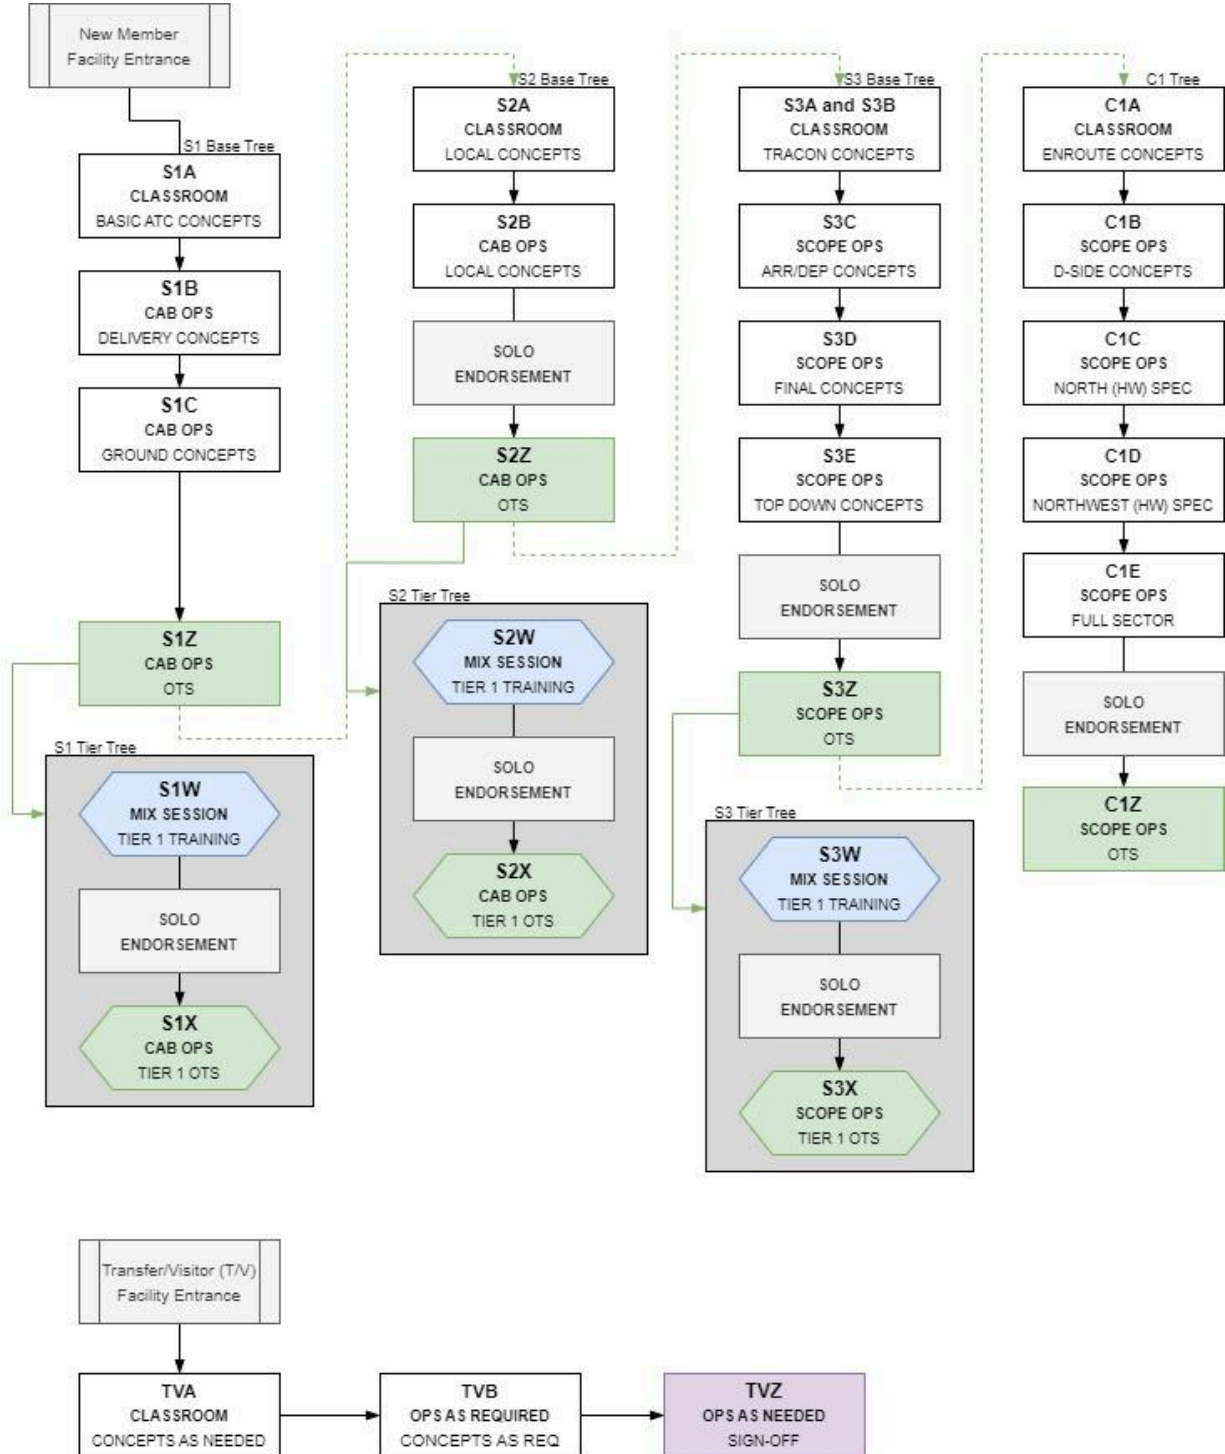 New Member
Facility Entrance
S1 Base Tree
S1A
CLASSROOM
BASIC ATC CONCEPTS
S1B
CAB OPS
DELIVERY CONCEPTS
S1C
CAB OPS
GROUND CONCEPTS
S1Z
CAB OPS
OTS
S1 Tier Tree
S1W
MIX SESSION
TIER 1 TRAINING
SOLO
ENDORSEMENT
S1X
CAB OPS
TIER 1 OTS
S2 Base Tree
S2A
CLASSROOM
LOCAL CONCEPTS
S2B
CAB OPS
LOCAL CONCEPTS
SOLO
ENDORSEMENT
S2Z
CAB OPS
OTS
S2 Tier Tree
S2W
MIX SESSION
TIER 1 TRAINING
SOLO
ENDORSEMENT
S2X
CAB OPS
TIER 1 OTS
S3 Base Tree
S3A and S3B
CLASSROOM
TRACON CONCEPTS
S3C
SCOPE OPS
ARR/DEP CONCEPTS
S3D
SCOPE OPS
FINAL CONCEPTS
S3E
SCOPE OPS
TOP DOWN CONCEPTS
SOLO
ENDORSEMENT
S3Z
SCOPE OPS
OTS
S3 Tier Tree
S3W
MIX SESSION
TIER 1 TRAINING
SOLO
ENDORSEMENT
S3X
SCOPE OPS
TIER 1 OTS
C1 Tree
C1A
CLASSROOM
ENROUTE CONCEPTS
C1B
SCOPE OPS
D-SIDE CONCEPTS
C1C
SCOPE OPS
NORTH (HW) SPEC
C1D
SCOPE OPS
NORTHWEST (HW) SPEC
C1E
SCOPE OPS
FULL SECTOR
SOLO
ENDORSEMENT
C1Z
SCOPE OPS
OTS
Transfer/Visitor (T/V)
Facility Entrance
TVA
CLASSROOM
CONCEPTS AS NEEDED
TVB
OPS AS REQUIRED
CONCEPTS AS REQ
TVZ
OPS AS NEEDED
SIGN-OFF